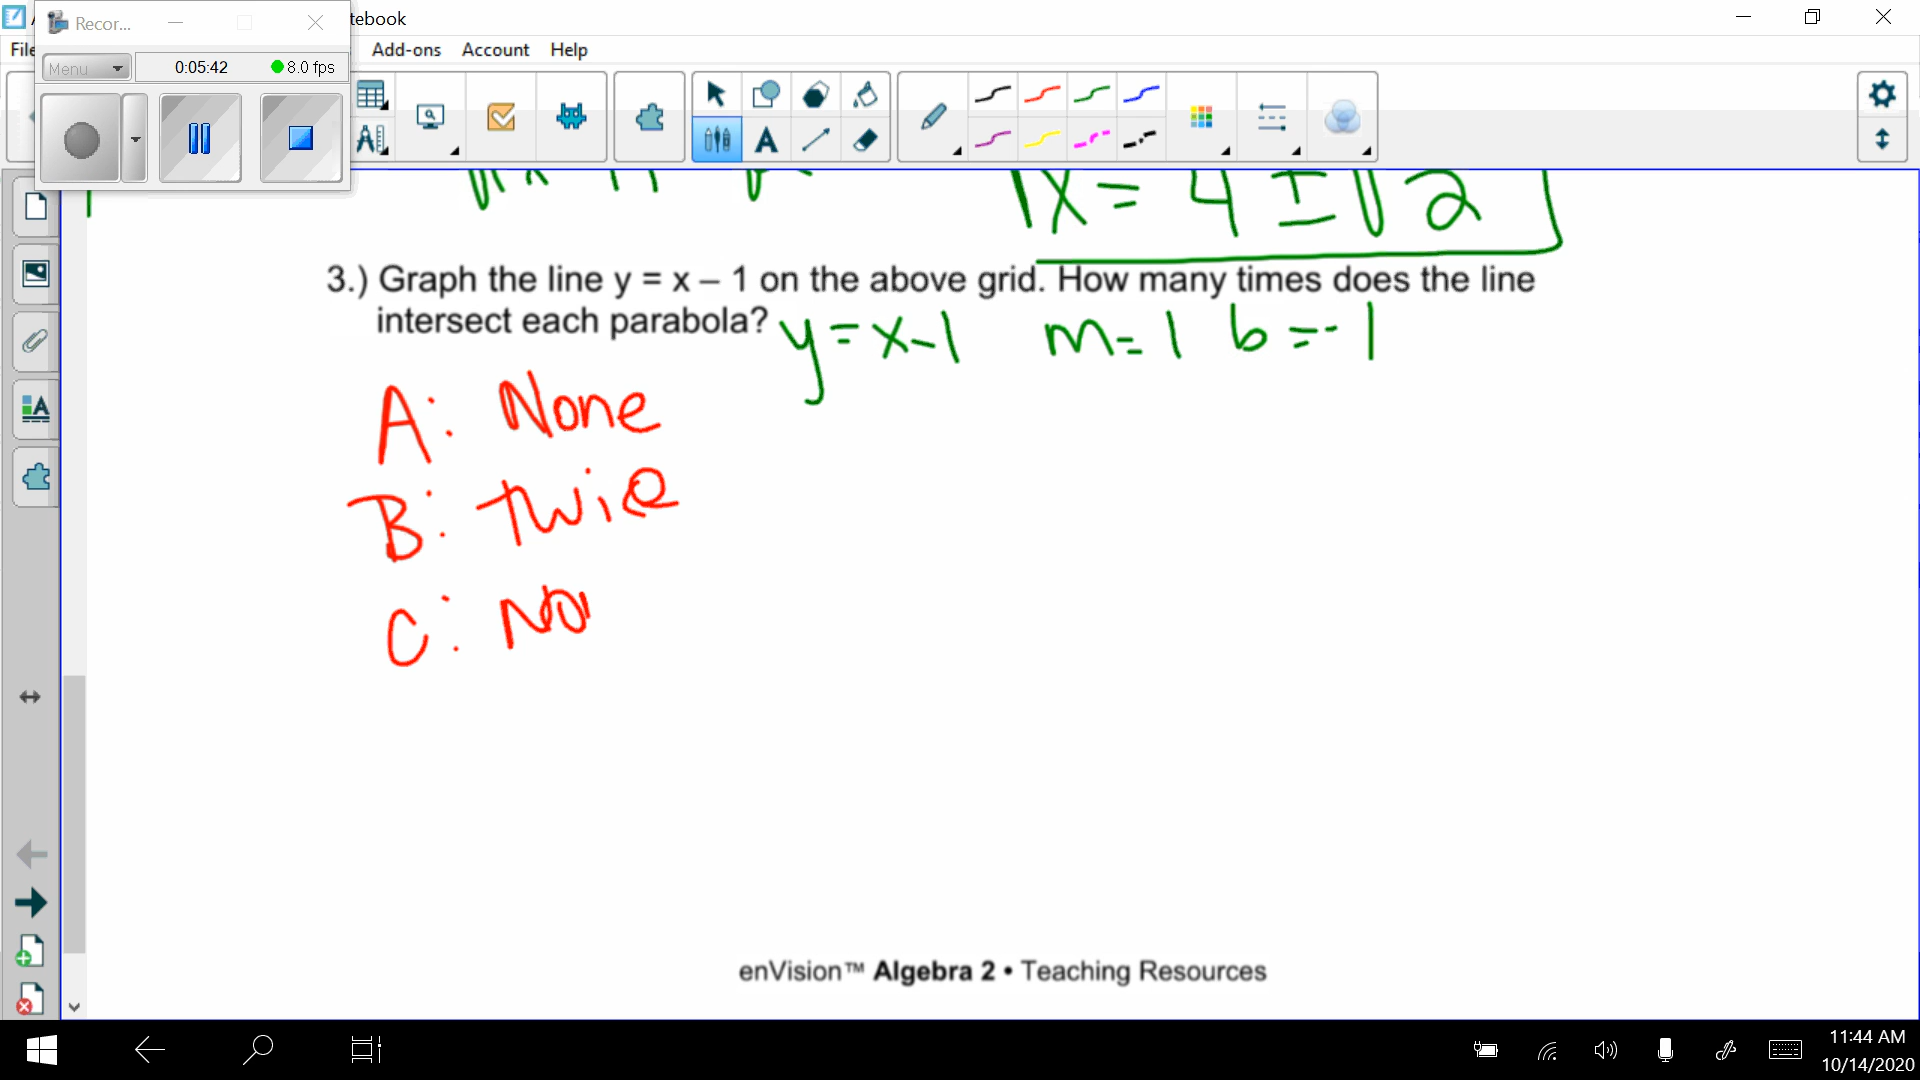 Recor...
tebook
File
Add-ons Account Help
Menu 0:05:42 8.0 fps
x = 4 ± √2
3.) Graph the line y = x – 1 on the above grid. How many times does the line
intersect each parabola?
y = x - 1 m = 1 b = -1
A: None
B: twice
C: No
enVision™ Algebra 2 • Teaching Resources
11:44 AM
10/14/2020